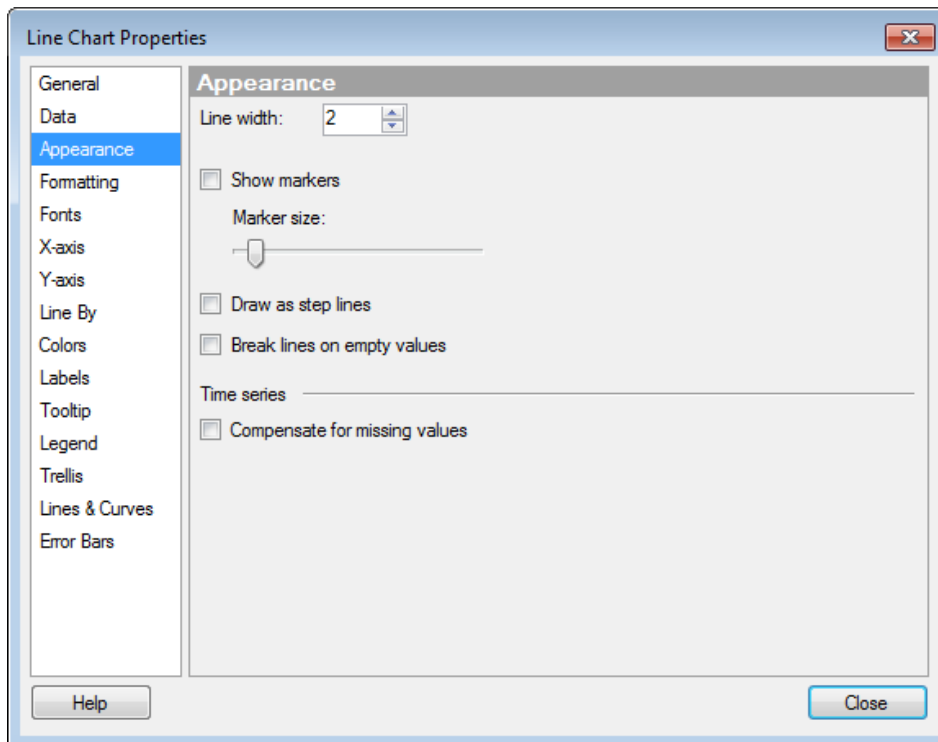 Line Chart Properties
General
Data
Appearance
Formatting
Fonts
X-axis
Y-axis
Line By
Colors
Labels
Tooltip
Legend
Trellis
Lines & Curves
Error Bars
Appearance
Line width: 2
Show markers
Marker size:
Draw as step lines
Break lines on empty values
Time series
Compensate for missing values
Help
Close